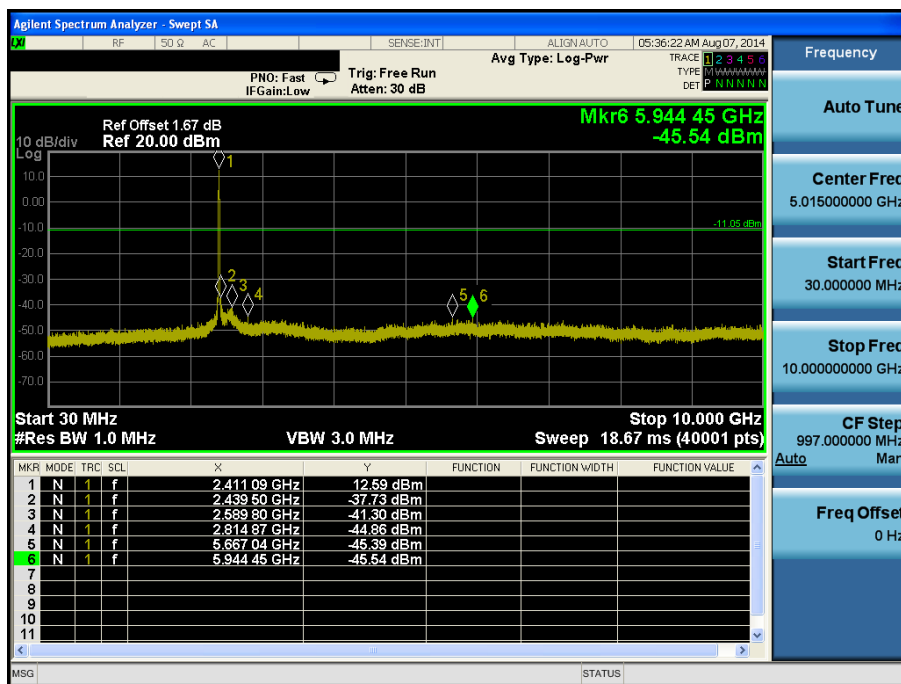 Agilent Spectrum Analyzer - Swept SA
LXI RF 50 Ω AC SENSE:INT ALIGNAUTO 05:36:22 AM Aug 07, 2014
Frequency
Avg Type: Log-Pwr
TRACE 1 2 3 4 5 6
PNO: Fast Trig: Free Run
TYPE M W W W W W
IFGain:Low Atten: 30 dB
DET P N N N N N
Auto Tune
Mkr6 5.944 45 GHz
Ref Offset 1.67 dB
10 dB/div Ref 20.00 dBm -45.54 dBm
Log
1
10.0
0.00
-10.0
-11.05 dBm
-20.0
-30.0
2 3 4 5 6
-40.0
-50.0
-60.0
-70.0
Center Freq
5.015000000 GHz
Start Freq
30.000000 MHz
Stop Freq
10.000000000 GHz
Start 30 MHz Stop 10.000 GHz
#Res BW 1.0 MHz VBW 3.0 MHz Sweep 18.67 ms (40001 pts)
CF Step
997.000000 MHz
Auto Man
MKR MODE TRC SCL X Y FUNCTION FUNCTION WIDTH FUNCTION VALUE
1 N 1 f 2.411 09 GHz 12.59 dBm
2 N 1 f 2.439 50 GHz -37.73 dBm
3 N 1 f 2.589 80 GHz -41.30 dBm
4 N 1 f 2.814 87 GHz -44.86 dBm
5 N 1 f 5.667 04 GHz -45.39 dBm
6 N 1 f 5.944 45 GHz -45.54 dBm
7
8
9
10
11
Freq Offset
0 Hz
MSG STATUS